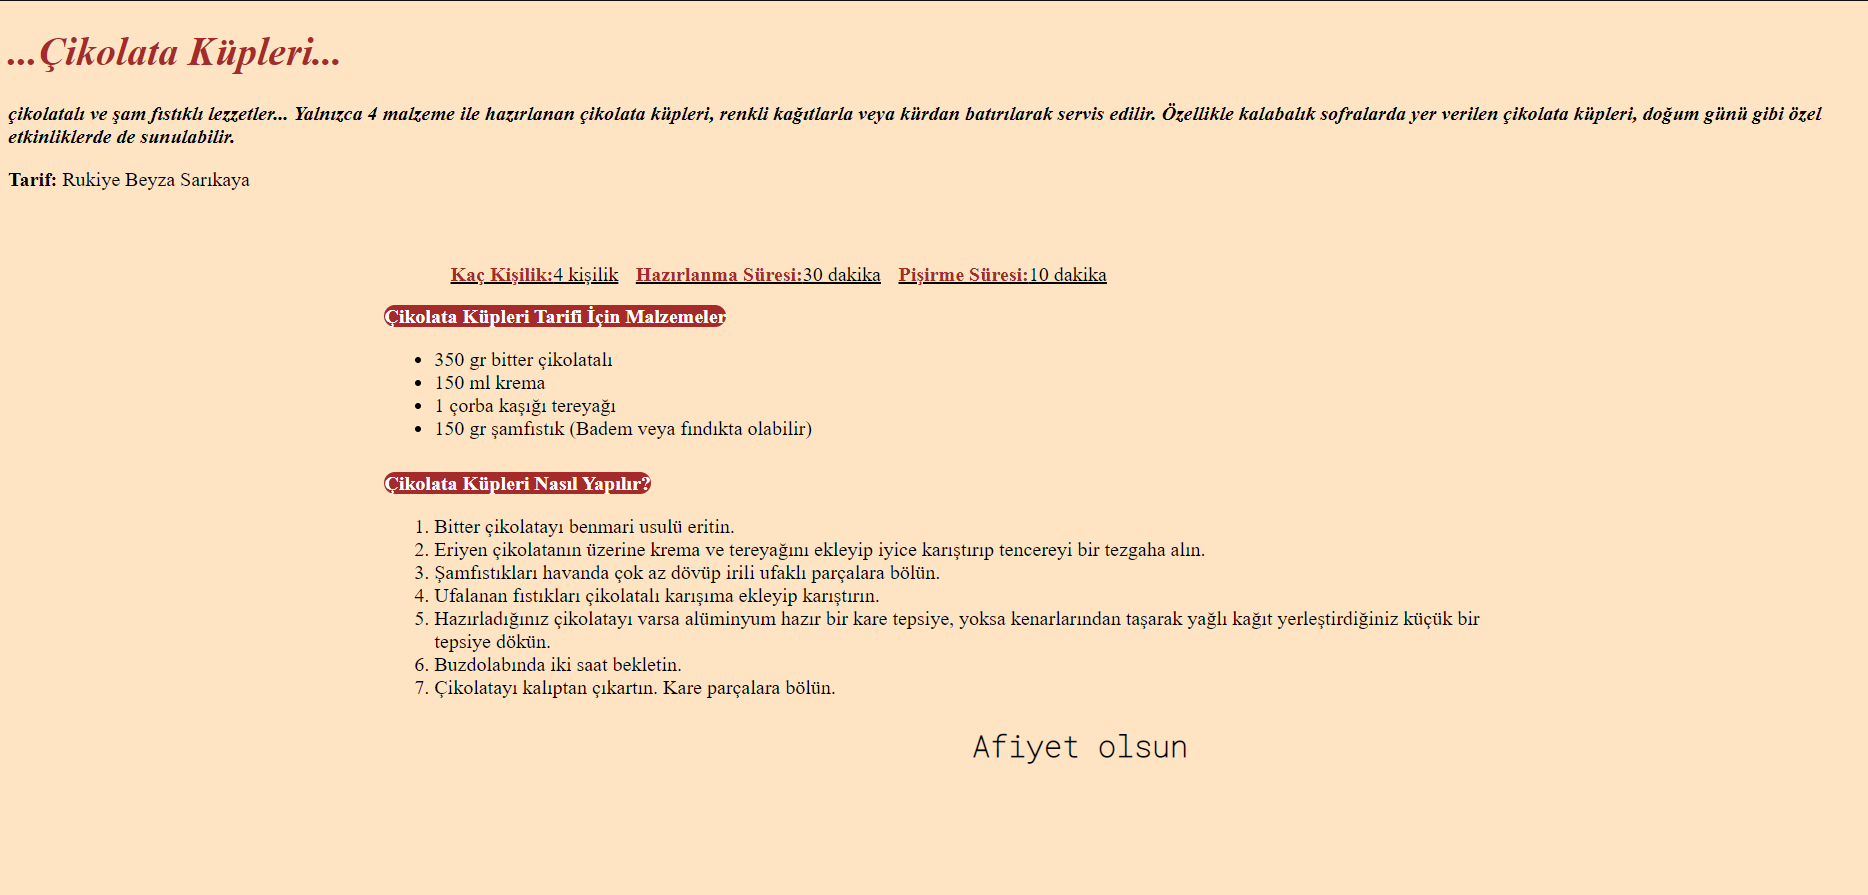 ...Çikolata Küpleri...
çikolatalı ve şam fıstıklı lezzetler... Yalnızca 4 malzeme ile hazırlanan çikolata küpleri, renkli kağıtlarla veya kürdan batırılarak servis edilir. Özellikle kalabalık sofralarda yer verilen çikolata küpleri, doğum günü gibi özel
etkinliklerde de sunulabilir.
Tarif: Rukiye Beyza Sarıkaya
Kaç Kişilik:4 kişilik Hazırlanma Süresi:30 dakika Pişirme Süresi:10 dakika
Çikolata Küpleri Tarifi İçin Malzemeler
• 350 gr bitter çikolatalı
• 150 ml krema
• 1 çorba kaşığı tereyağı
• 150 gr şamfıstık (Badem veya fındıkta olabilir)
Çikolata Küpleri Nasıl Yapılır?
1. Bitter çikolatayı benmari usulü eritin.
2. Eriyen çikolatanın üzerine krema ve tereyağını ekleyip iyice karıştırıp tencereyi bir tezgaha alın.
3. Şamfıstıkları havanda çok az dövüp irili ufaklı parçalara bölün.
4. Ufalanan fıstıkları çikolatalı karışıma ekleyip karıştırın.
5. Hazırladığınız çikolatayı varsa alüminyum hazır bir kare tepsiye, yoksa kenarlarından taşarak yağlı kağıt yerleştirdiğiniz küçük bir
tepsiye dökün.
6. Buzdolabında iki saat bekletin.
7. Çikolatayı kalıptan çıkartın. Kare parçalara bölün.
Afiyet olsun